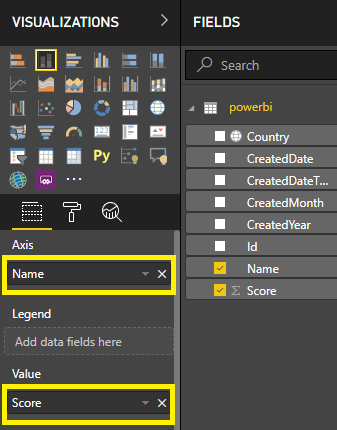 VISUALIZATIONS
Py
123
Axis
Name
Legend
Add data fields here
Value
Score
FIELDS
Search
powerbi
Country
CreatedDate
CreatedDateT...
CreatedMonth
CreatedYear
Id
Name
Σ Score